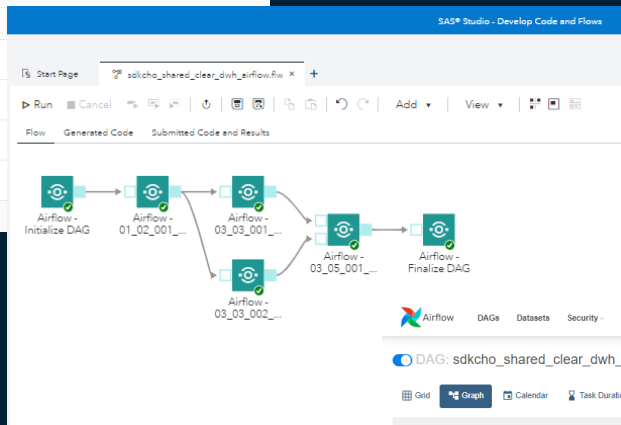 SAS® Studio - Develop Code and Flows
Start Page
sdkcho_shared_clear_dwh_airflow.flw × +
Run Cancel Add View
Flow Generated Code Submitted Code and Results
Airflow -
Initialize DAG
Airflow -
01_02_001_...
Airflow -
03_03_001_...
Airflow -
03_05_001_...
Airflow -
Finalize DAG
Airflow -
03_03_002_...
Airflow DAGs Datasets Security
DAG: sdkcho_shared_clear_dwh_
Grid Graph Calendar Task Durati